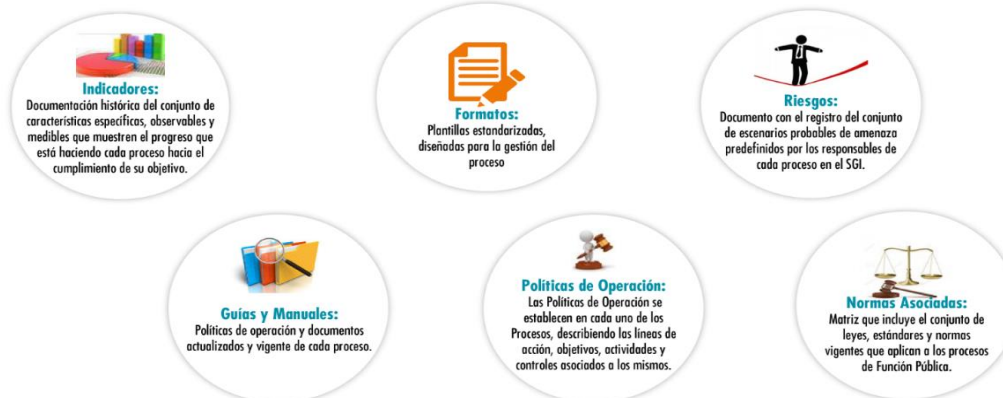 Indicadores:
Documentación histórica del conjunto de
características específicas, observables y
medibles que muestren el progreso que
está haciendo cada proceso hacia el
cumplimiento de su objetivo.
Formatos:
Plantillas estandarizadas,
diseñadas para la gestión del
proceso
Riesgos:
Documento con el registro del conjunto
de escenarios probables de amenaza
predefinidos por los responsables de
cada proceso en el SGI.
Guías y Manuales:
Políticas de operación y documentos
actualizados y vigente de cada proceso.
Políticas de Operación:
Las Políticas de Operación se
establecen en cada uno de los
Procesos, describiendo las líneas de
acción, objetivos, actividades y
controles asociados a los mismos.
Normas Asociadas:
Matriz que incluye el conjunto de
leyes, estándares y normas
vigentes que aplican a los procesos
de Función Pública.